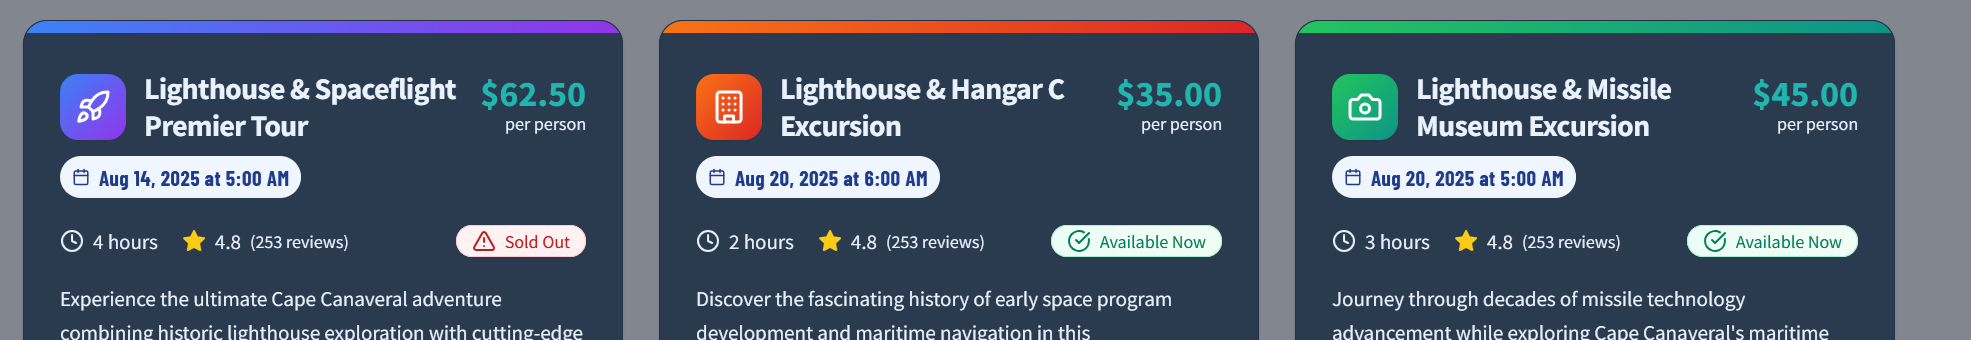 Lighthouse & Spaceflight
Premier Tour
$62.50
per person
Aug 14, 2025 at 5:00 AM
4 hours 4.8 (253 reviews) Sold Out
Experience the ultimate Cape Canaveral adventure
combining historic lighthouse exploration with cutting-edge
Lighthouse & Hangar C
Excursion
$35.00
per person
Aug 20, 2025 at 6:00 AM
2 hours 4.8 (253 reviews) Available Now
Discover the fascinating history of early space program
development and maritime navigation in this
Lighthouse & Missile
Museum Excursion
$45.00
per person
Aug 20, 2025 at 5:00 AM
3 hours 4.8 (253 reviews) Available Now
Journey through decades of missile technology
advancement while exploring Cape Canaveral's maritime